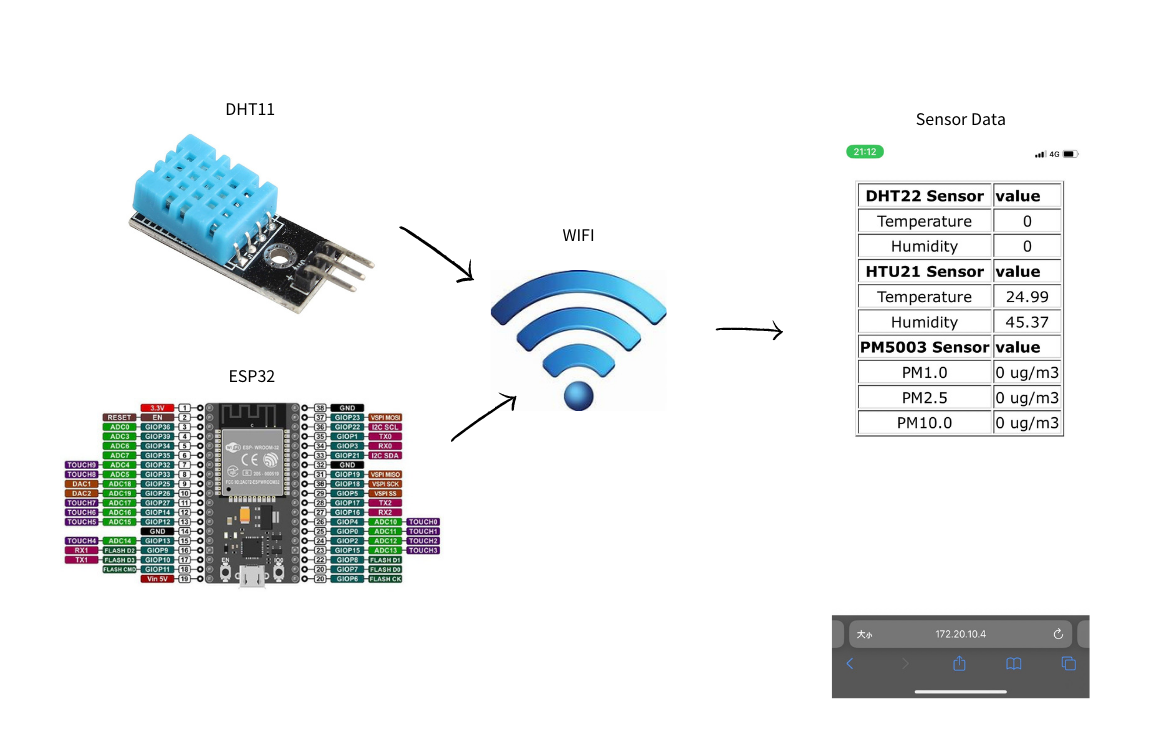 DHT11
Sensor Data
21:12
4G
DHT22 Sensor value
Temperature 0
Humidity 0
HTU21 Sensor value
Temperature 24.99
Humidity 45.37
PM5003 Sensor value
PM1.0 0 ug/m3
PM2.5 0 ug/m3
PM10.0 0 ug/m3
WIFI
ESP32
3.3V 1 38 GND
RESET EN 2 37 GIOP23 VSPI MOSI
ADC0 GIOP36 3 36 GIOP22 I2C SCL
ADC3 GIOP39 4 35 GIOP1 TX0
ADC6 GIOP34 5 34 GIOP3 RX0
ADC7 GIOP35 6 33 GIOP21 I2C SDA
TOUCH9 ADC4 GIOP32 7 32 GND
TOUCH8 ADC5 GIOP33 8 31 GIOP19 VSPI MISO
DAC1 ADC18 GIOP25 9 GIOP18 VSPI SCK
DAC2 ADC19 GIOP26 10 29 GIOP5 VSPI SS
TOUCH7 ADC17 GIOP27 11 28 GIOP17 TX2
TOUCH6 ADC16 GIOP14 12 27 GIOP16 RX2
TOUCH5 ADC15 GIOP12 13 26 GIOP4 ADC10 TOUCH0
GND 14 25 GIOP0 ADC11 TOUCH1
TOUCH4 ADC14 GIOP13 15 24 GIOP2 ADC12 TOUCH2
RX1 FLASH D2 GIOP9 16 23 GIOP15 ADC13 TOUCH3
TX1 FLASH D3 GIOP10 17 22 GIOP8 FLASH D1
FLASH CMD GIOP11 18 GIOP7 FLASH D0
Vin 5V 19 20 GIOP6 FLASH CK
WiFi ESP-WROOM-32
CE
EN
大小 172.20.10.4